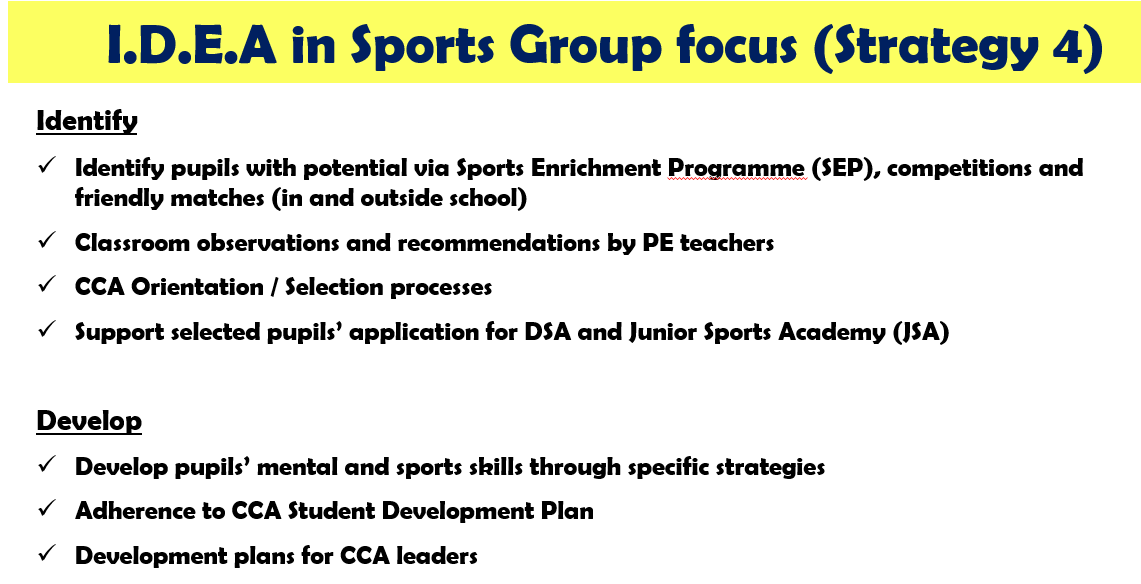 I.D.E.A in Sports Group focus (Strategy 4)
Identify
✓ Identify pupils with potential via Sports Enrichment Programme (SEP), competitions and
friendly matches (in and outside school)
✓ Classroom observations and recommendations by PE teachers
✓ CCA Orientation / Selection processes
✓ Support selected pupils’ application for DSA and Junior Sports Academy (JSA)
Develop
✓ Develop pupils’ mental and sports skills through specific strategies
✓ Adherence to CCA Student Development Plan
✓ Development plans for CCA leaders